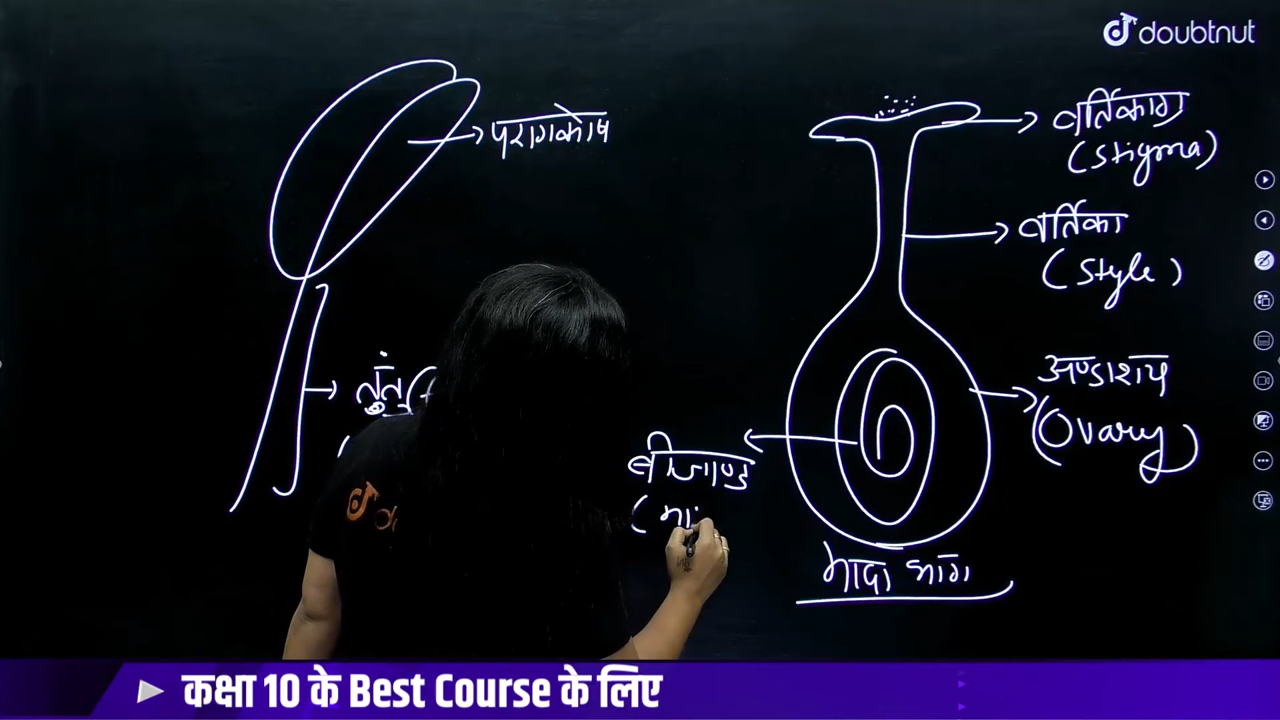 doubtnut
परागकोष
तंतु (
वर्तिकाग्र
(Stigma)
वर्तिका
(Style)
अण्डाशय
(Ovary)
बीजाण्ड
(मा
मादा भाग
कक्षा 10 के Best Course के लिए